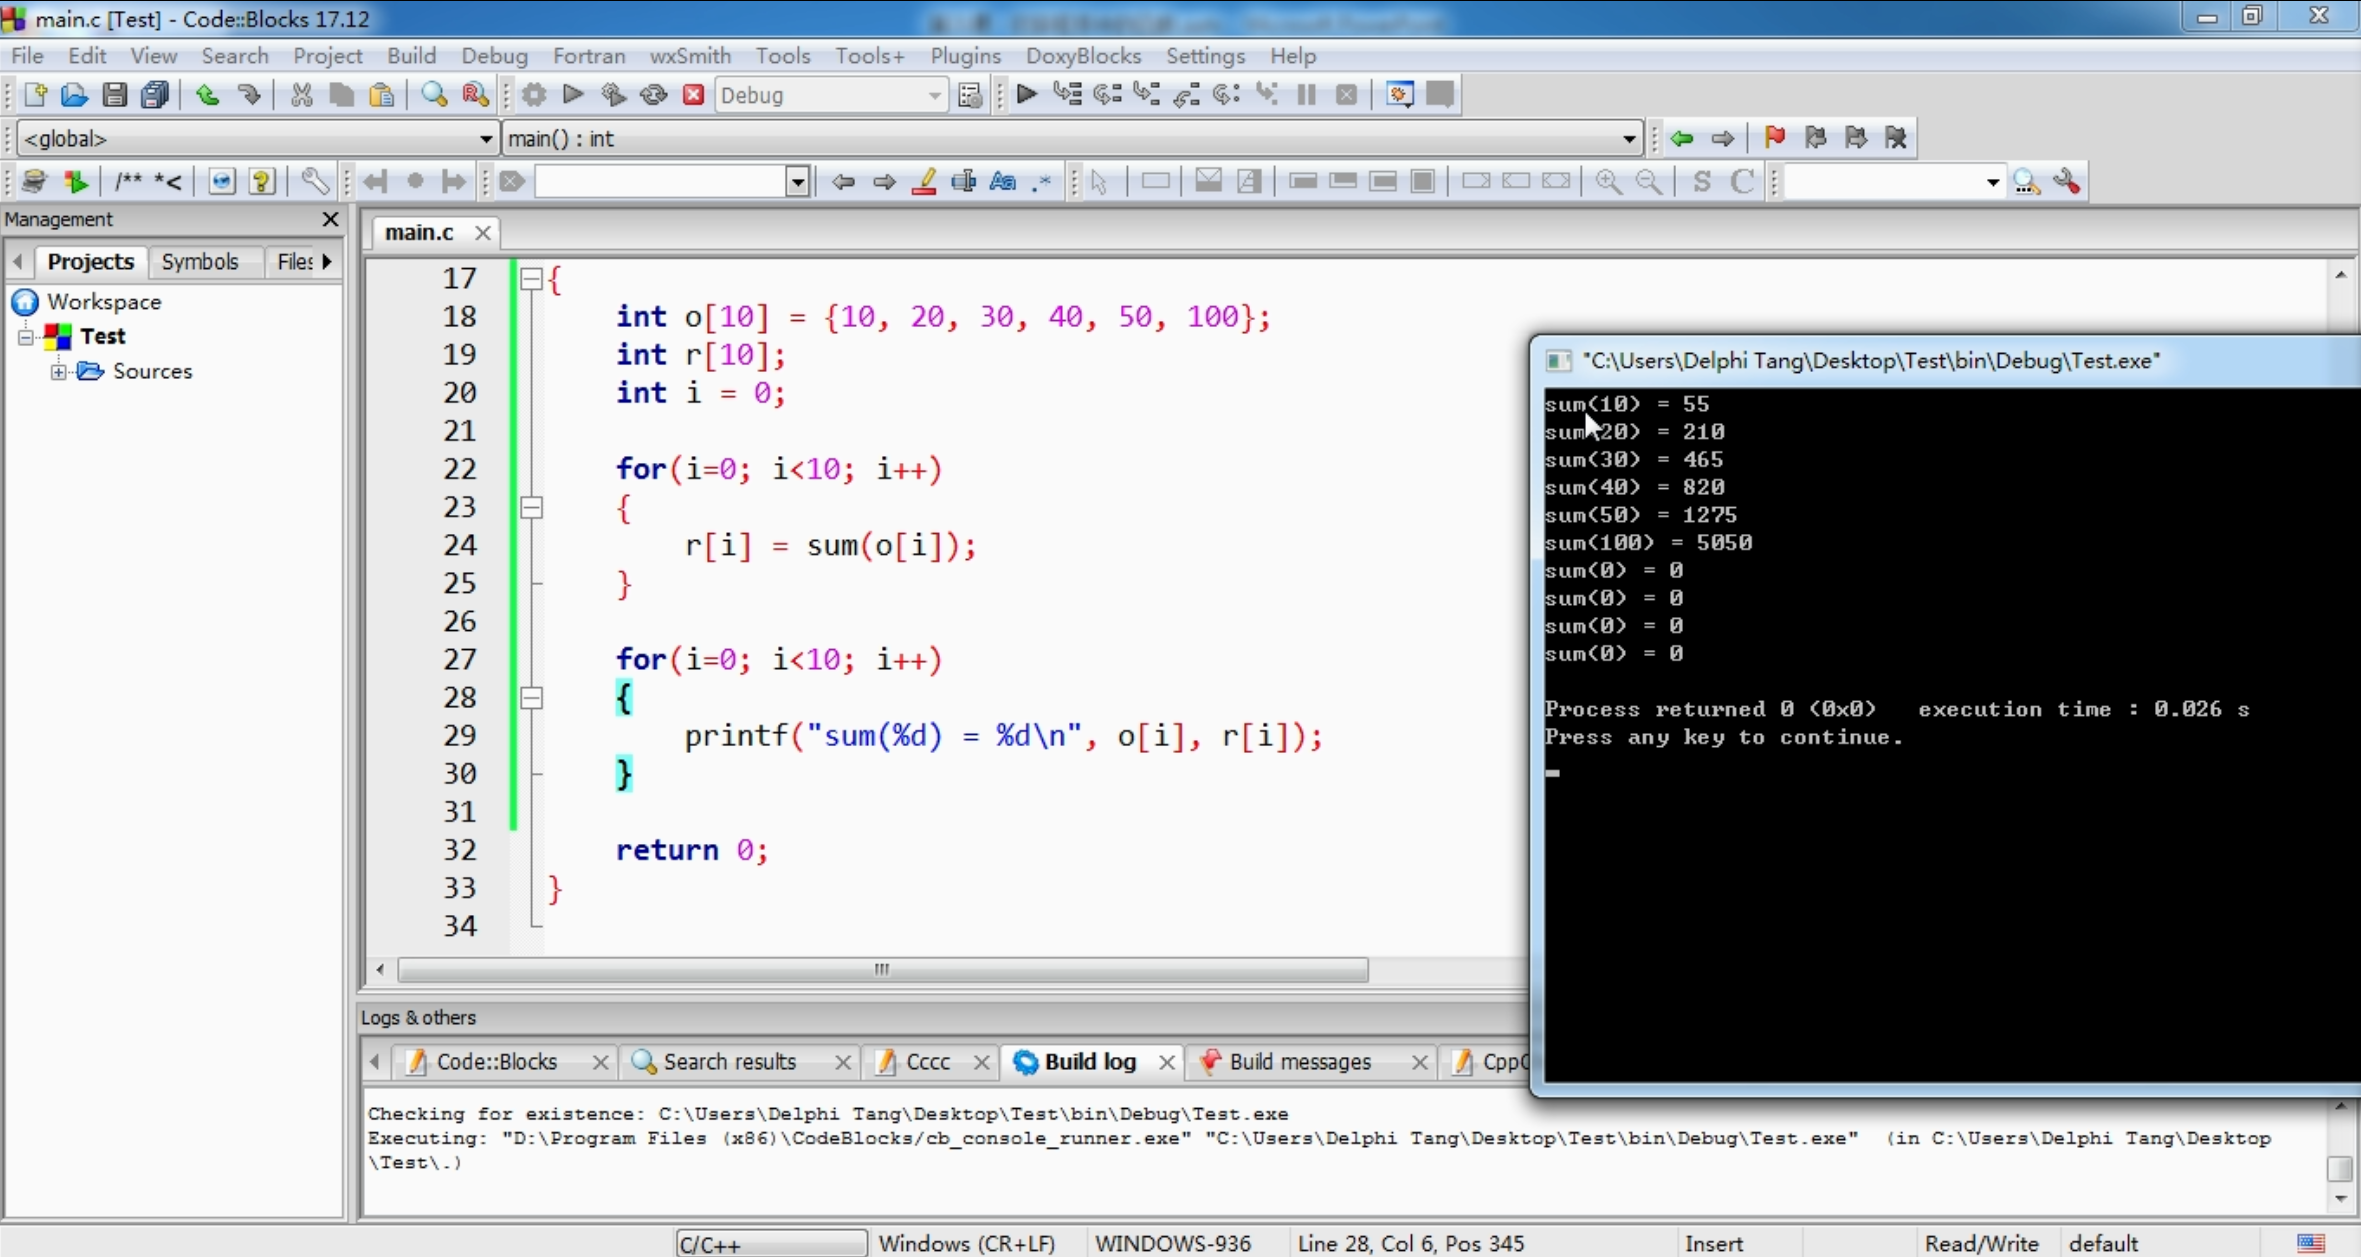 main.c [Test] - Code::Blocks 17.12
File Edit View Search Project Build Debug Fortran wxSmith Tools Tools+ Plugins DoxyBlocks Settings Help
Debug
<global> main() : int
/** *<
Aa .* S C
Management
Projects Symbols Files
Workspace
Test
Sources
main.c
17 {
18 int o[10] = {10, 20, 30, 40, 50, 100};
19 int r[10];
20 int i = 0;
21
22 for(i=0; i<10; i++)
23 {
24 r[i] = sum(o[i]);
25 }
26
27 for(i=0; i<10; i++)
28 {
29 printf("sum(%d) = %d\n", o[i], r[i]);
30 }
31
32 return 0;
33 }
34
"C:\Users\Delphi Tang\Desktop\Test\bin\Debug\Test.exe"
sum(10) = 55
sum(20) = 210
sum(30) = 465
sum(40) = 820
sum(50) = 1275
sum(100) = 5050
sum(0) = 0
sum(0) = 0
sum(0) = 0
sum(0) = 0
Process returned 0 (0x0) execution time : 0.026 s
Press any key to continue.
Logs & others
Code::Blocks Search results Cccc Build log Build messages
Checking for existence: C:\Users\Delphi Tang\Desktop\Test\bin\Debug\Test.exe
Executing: "D:\Program Files (x86)\CodeBlocks/cb_console_runner.exe" "C:\Users\Delphi Tang\Desktop\Test\bin\Debug\Test.exe" (in C:\Users\Delphi Tang\Desktop
\Test\.)
C/C++ Windows (CR+LF) WINDOWS-936 Line 28, Col 6, Pos 345 Insert Read/Write default